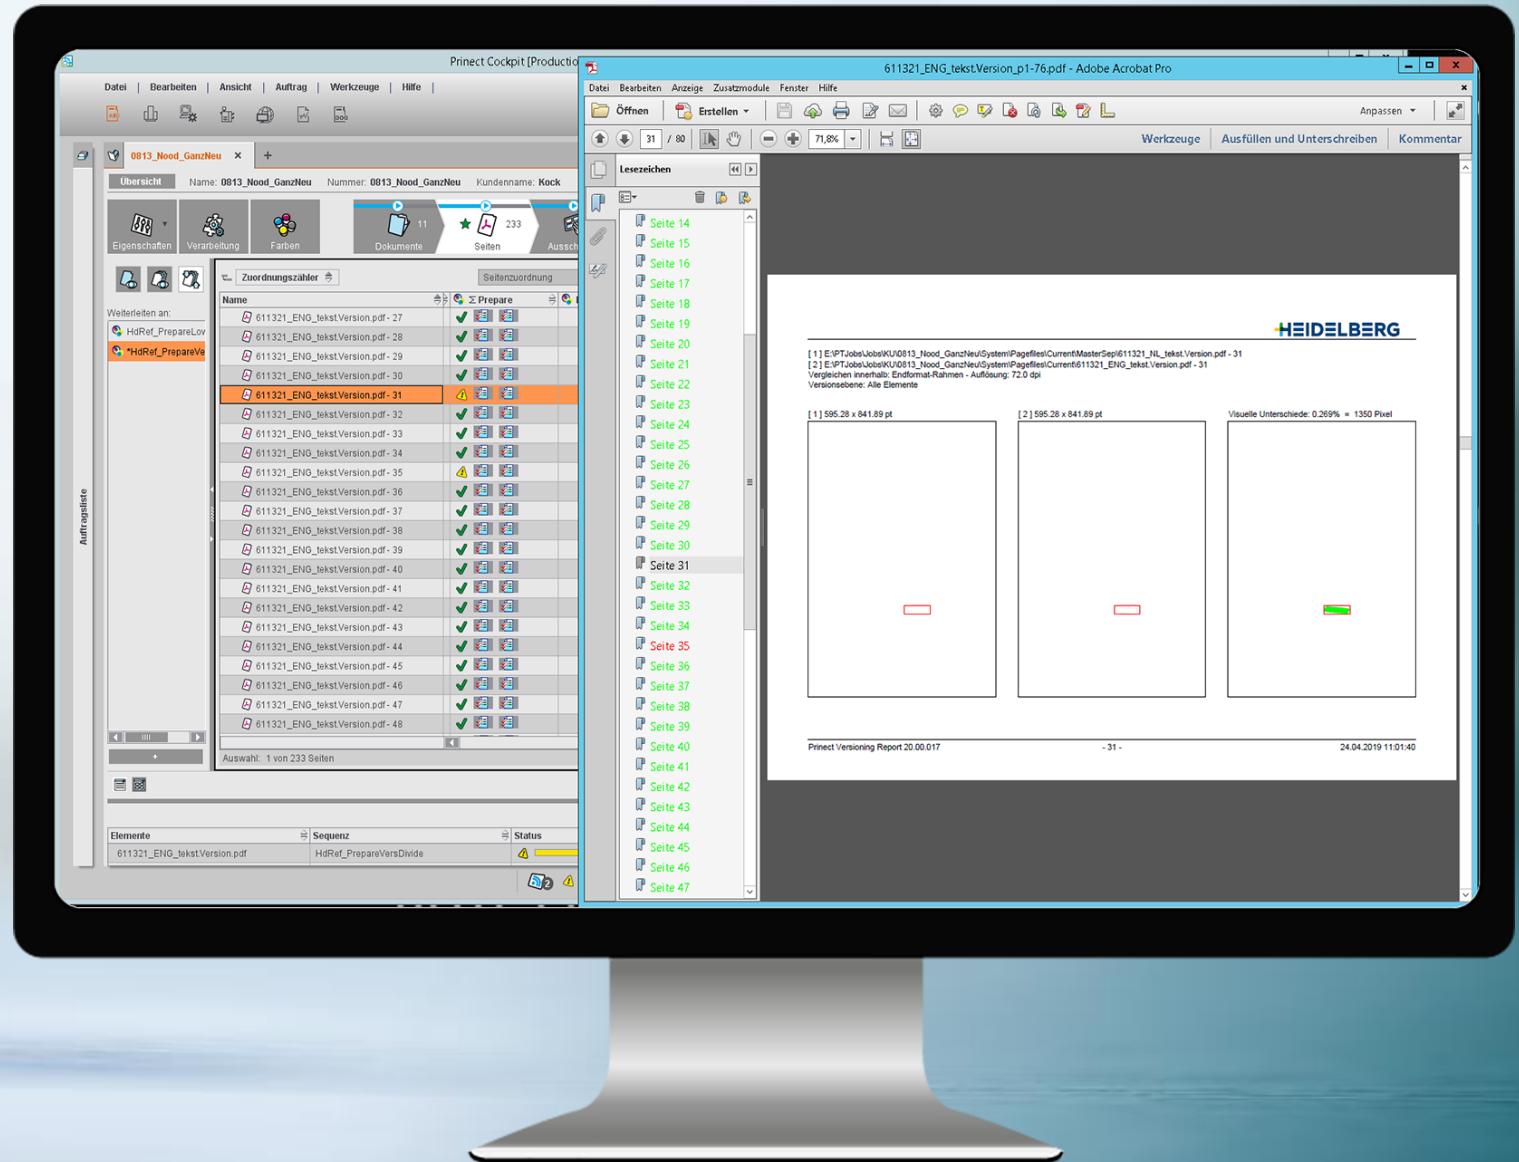 Prinect Cockpit [Productio
Datei | Bearbeiten | Ansicht | Auftrag | Werkzeuge | Hilfe |
0813_Nood_GanzNeu × +
Übersicht Name: 0813_Nood_GanzNeu Nummer: 0813_Nood_GanzNeu Kundenname: Kock
Eigenschaften Verarbeitung Farben
11 Dokumente
233 Seiten
Aussch
Weiterleiten an:
HdRef_PrepareLov
*HdRef_PrepareVe
Auftragsliste
Zuordnungszähler Seitenzuordnung
Name Σ Prepare
611321_ENG_tekst.Version.pdf - 27
611321_ENG_tekst.Version.pdf - 28
611321_ENG_tekst.Version.pdf - 29
611321_ENG_tekst.Version.pdf - 30
611321_ENG_tekst.Version.pdf - 31
611321_ENG_tekst.Version.pdf - 32
611321_ENG_tekst.Version.pdf - 33
611321_ENG_tekst.Version.pdf - 34
611321_ENG_tekst.Version.pdf - 35
611321_ENG_tekst.Version.pdf - 36
611321_ENG_tekst.Version.pdf - 37
611321_ENG_tekst.Version.pdf - 38
611321_ENG_tekst.Version.pdf - 39
611321_ENG_tekst.Version.pdf - 40
611321_ENG_tekst.Version.pdf - 41
611321_ENG_tekst.Version.pdf - 42
611321_ENG_tekst.Version.pdf - 43
611321_ENG_tekst.Version.pdf - 44
611321_ENG_tekst.Version.pdf - 45
611321_ENG_tekst.Version.pdf - 46
611321_ENG_tekst.Version.pdf - 47
611321_ENG_tekst.Version.pdf - 48
Auswahl: 1 von 233 Seiten
Elemente Sequenz Status
611321_ENG_tekst.Version.pdf HdRef_PrepareVersDivide
2
611321_ENG_tekst.Version_p1-76.pdf - Adobe Acrobat Pro
Datei Bearbeiten Anzeige Zusatzmodule Fenster Hilfe
Öffnen Erstellen Anpassen
31 / 80 71,8% Werkzeuge Ausfüllen und Unterschreiben Kommentar
Lesezeichen
Seite 14
Seite 15
Seite 16
Seite 17
Seite 18
Seite 19
Seite 20
Seite 21
Seite 22
Seite 23
Seite 24
Seite 25
Seite 26
Seite 27
Seite 28
Seite 29
Seite 30
Seite 31
Seite 32
Seite 33
Seite 34
Seite 35
Seite 36
Seite 37
Seite 38
Seite 39
Seite 40
Seite 41
Seite 42
Seite 43
Seite 44
Seite 45
Seite 46
Seite 47
HEIDELBERG
[ 1 ] E:\PTJobs\Jobs\KU\0813_Nood_GanzNeu\System\Pagefiles\Current\MasterSep\611321_NL_tekst.Version.pdf - 31
[ 2 ] E:\PTJobs\Jobs\KU\0813_Nood_GanzNeu\System\Pagefiles\Current\611321_ENG_tekst.Version.pdf - 31
Vergleichen innerhalb: Endformat-Rahmen - Auflösung: 72.0 dpi
Versionsebene: Alle Elemente
[ 1 ] 595.28 x 841.89 pt
[ 2 ] 595.28 x 841.89 pt
Visuelle Unterschiede: 0.269% = 1350 Pixel
Prinect Versioning Report 20.00.017 - 31 - 24.04.2019 11:01:40